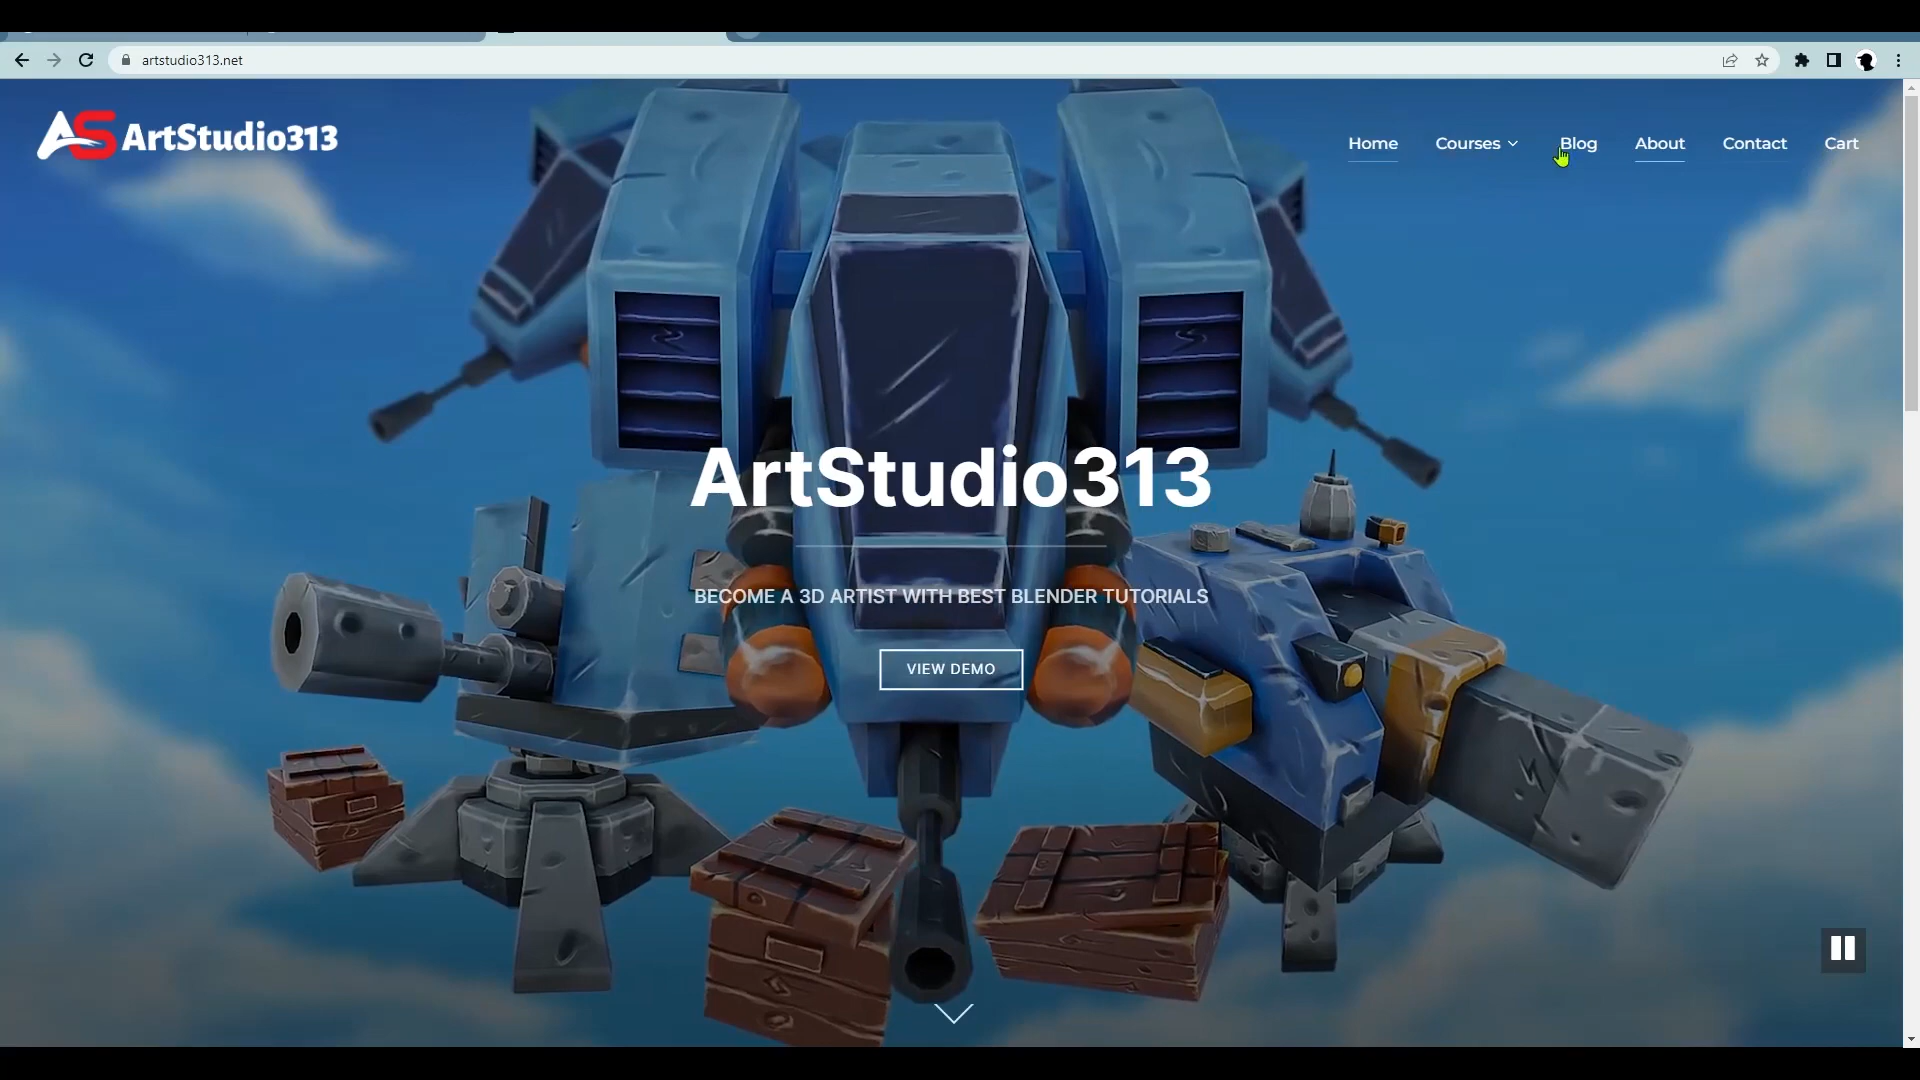 artstudio313.net
AS ArtStudio313
Home Courses Blog About Contact Cart
ArtStudio313
BECOME A 3D ARTIST WITH BEST BLENDER TUTORIALS
VIEW DEMO